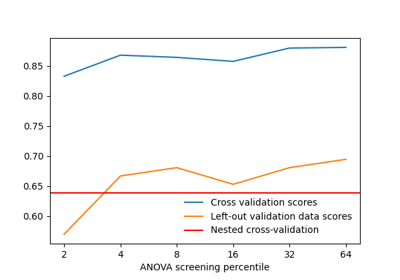 0.85
0.80
0.75
0.70
0.65
0.60
Cross validation scores
Left-out validation data scores
Nested cross-validation
2 4 8 16 32 64
ANOVA screening percentile